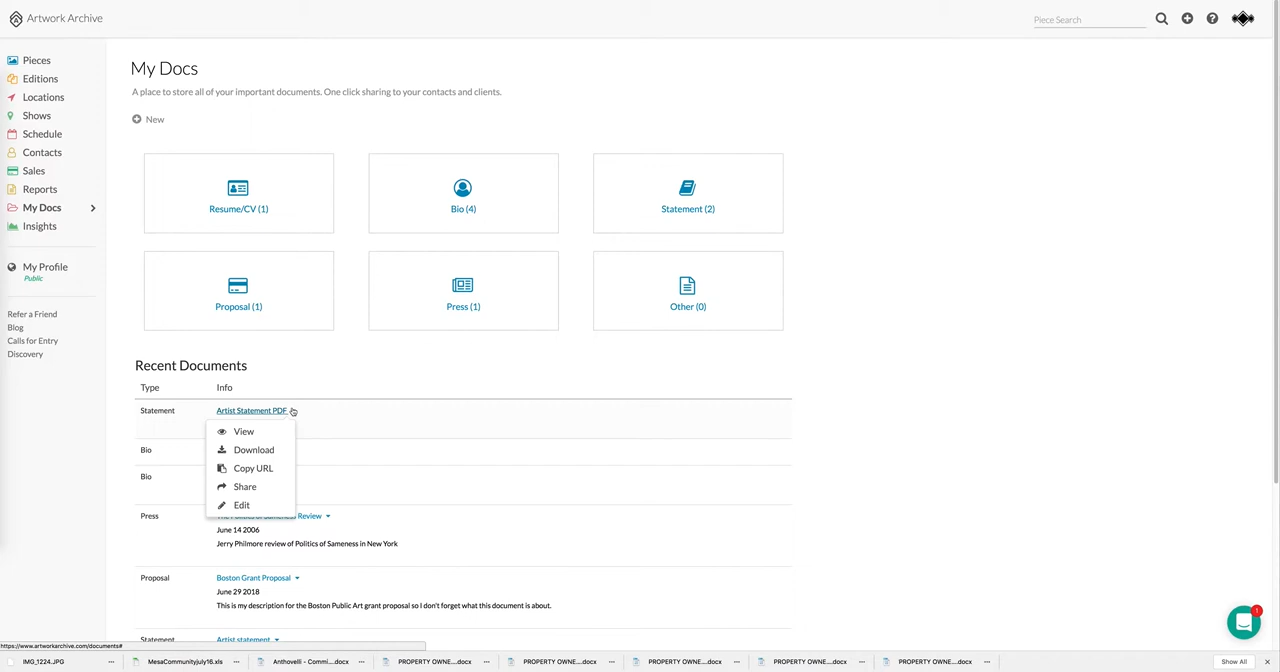 Artwork Archive
Piece Search
Pieces
Editions
Locations
Shows
Schedule
Contacts
Sales
Reports
My Docs
Insights
My Profile
Public
Refer a Friend
Blog
Calls for Entry
Discovery
My Docs
A place to store all of your important documents. One click sharing to your contacts and clients.
New
Resume/CV (1)
Bio (4)
Statement (2)
Proposal (1)
Press (1)
Other (0)
Recent Documents
Type Info
Statement Artist Statement PDF
View
Download
Copy URL
Share
Edit
Bio
Bio
Press Review
June 14 2006
Jerry Philmore review of Politics of Sameness in New York
Proposal Boston Grant Proposal
June 29 2018
This is my description for the Boston Public Art grant proposal so I don't forget what this document is about.
Statement Artist statement
1
https://www.artworkarchive.com/documents#
IMG_1224.JPG
MesaCommunityjuly16.xls
Anthovelli - Commi....docx
PROPERTY OWNE....docx
PROPERTY OWNE....docx
PROPERTY OWNE....docx
PROPERTY OWNE....docx
PROPERTY OWNE....docx
Show All